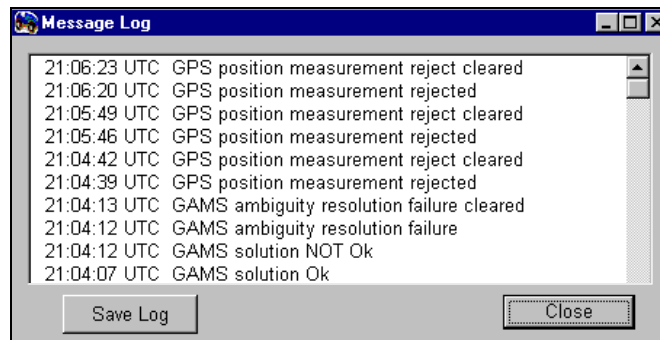 Message Log
21:06:23 UTC GPS position measurement reject cleared
21:06:20 UTC GPS position measurement rejected
21:05:49 UTC GPS position measurement reject cleared
21:05:46 UTC GPS position measurement rejected
21:04:42 UTC GPS position measurement reject cleared
21:04:39 UTC GPS position measurement rejected
21:04:13 UTC GAMS ambiguity resolution failure cleared
21:04:12 UTC GAMS ambiguity resolution failure
21:04:12 UTC GAMS solution NOT Ok
21:04:07 UTC GAMS solution Ok
Save Log Close